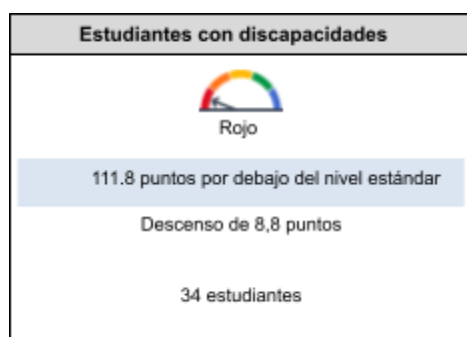 Estudiantes con discapacidades
Rojo
111.8 puntos por debajo del nivel estándar
Descenso de 8,8 puntos
34 estudiantes